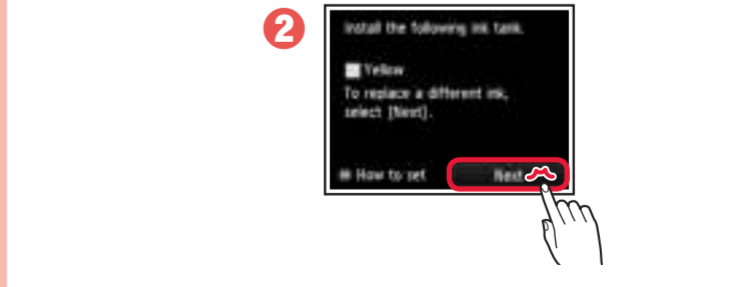 2
Install the following ink tank.
Yellow
To replace a different ink,
select [Next].
How to set
Next